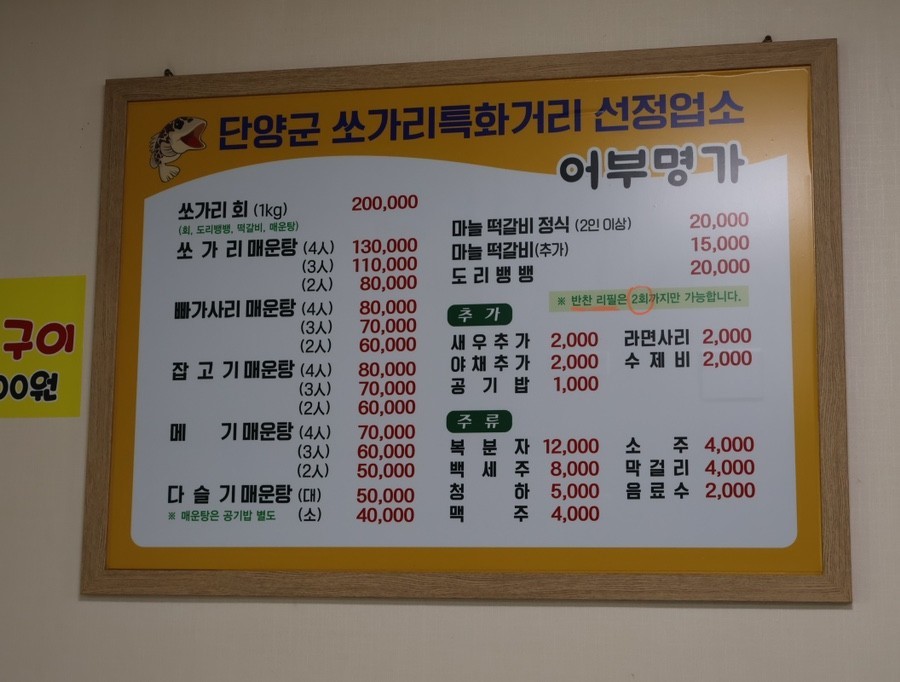 단양군 쏘가리특화거리 선정업소
어부명가
쏘가리 회 (1kg) 200,000
(회, 도리뱅뱅, 떡갈비, 매운탕)
쏘 가 리 매운탕 (4人) 130,000
(3人) 110,000
(2人) 80,000
빠가사리 매운탕 (4人) 80,000
(3人) 70,000
(2人) 60,000
잡 고 기 매운탕 (4人) 80,000
(3人) 70,000
(2人) 60,000
메 기 매운탕 (4人) 70,000
(3人) 60,000
(2人) 50,000
다 슬 기 매운탕 (대) 50,000
※ 매운탕은 공기밥 별도 (소) 40,000
마늘 떡갈비 정식 (2인 이상) 20,000
마늘 떡갈비(추가) 15,000
도 리 뱅 뱅 20,000
※ 반찬 리필은 2회까지만 가능합니다.
추 가
새우추가 2,000 라면사리 2,000
야채추가 2,000 수 제 비 2,000
공 기 밥 1,000
주 류
복 분 자 12,000 소 주 4,000
백 세 주 8,000 막 걸 리 4,000
청 하 5,000 음 료 수 2,000
맥 주 4,000
구이
00원